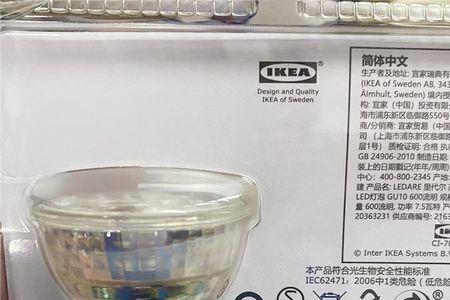 IKEA
Design and Quality
IKEA of Sweden
简体中文
生产者及地址: 宜家瑞典有
(IKEA of Sweden AB, 343
Älmhult, Sweden) 境内授
构: 宜家（中国）投资有限公
海市浦东新区临御路550号
商/分销商: 宜家贸易（中国
司（上海市浦东新区临御路
层1号）质检证明: 合格 执
GB 24906-2010 制造日期:
装上的日期戳记(年年/周周)
中心: 400-800-2345 产地:
建 产品名: LEDARE 里代尔
LED灯泡 GU10 600流明 规
量 600流明, 功率 7.5瓦特 产
20363231 供应商编号: 2163
CI-78
© Inter IKEA Systems B.V
本产品符合光生物安全性能标准
IEC62471: 2006中1类危险（低危险